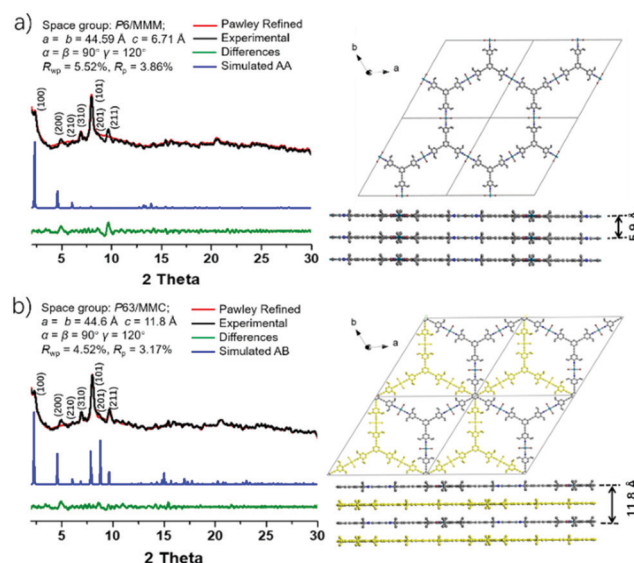 a)
Space group: P6/MMM;
a = b = 44.59 Å c = 6.71 Å
α = β = 90° γ = 120°
Rwp = 5.52%, Rp = 3.86%
Pawley Refined
Experimental
Differences
Simulated AA
(100)
(200)
(210)
(310)
(101)
(201)
(211)
5 10 15 20 25 30
2 Theta
b
a
5.9 Å
b)
Space group: P63/MMC;
a = b = 44.6 Å c = 11.8 Å
α = β = 90° γ = 120°
Rwp = 4.52%, Rp = 3.17%
Pawley Refined
Experimental
Differences
Simulated AB
(100)
(200)
(210)
(310)
(101)
(201)
(211)
5 10 15 20 25 30
2 Theta
b
a
11.8 Å